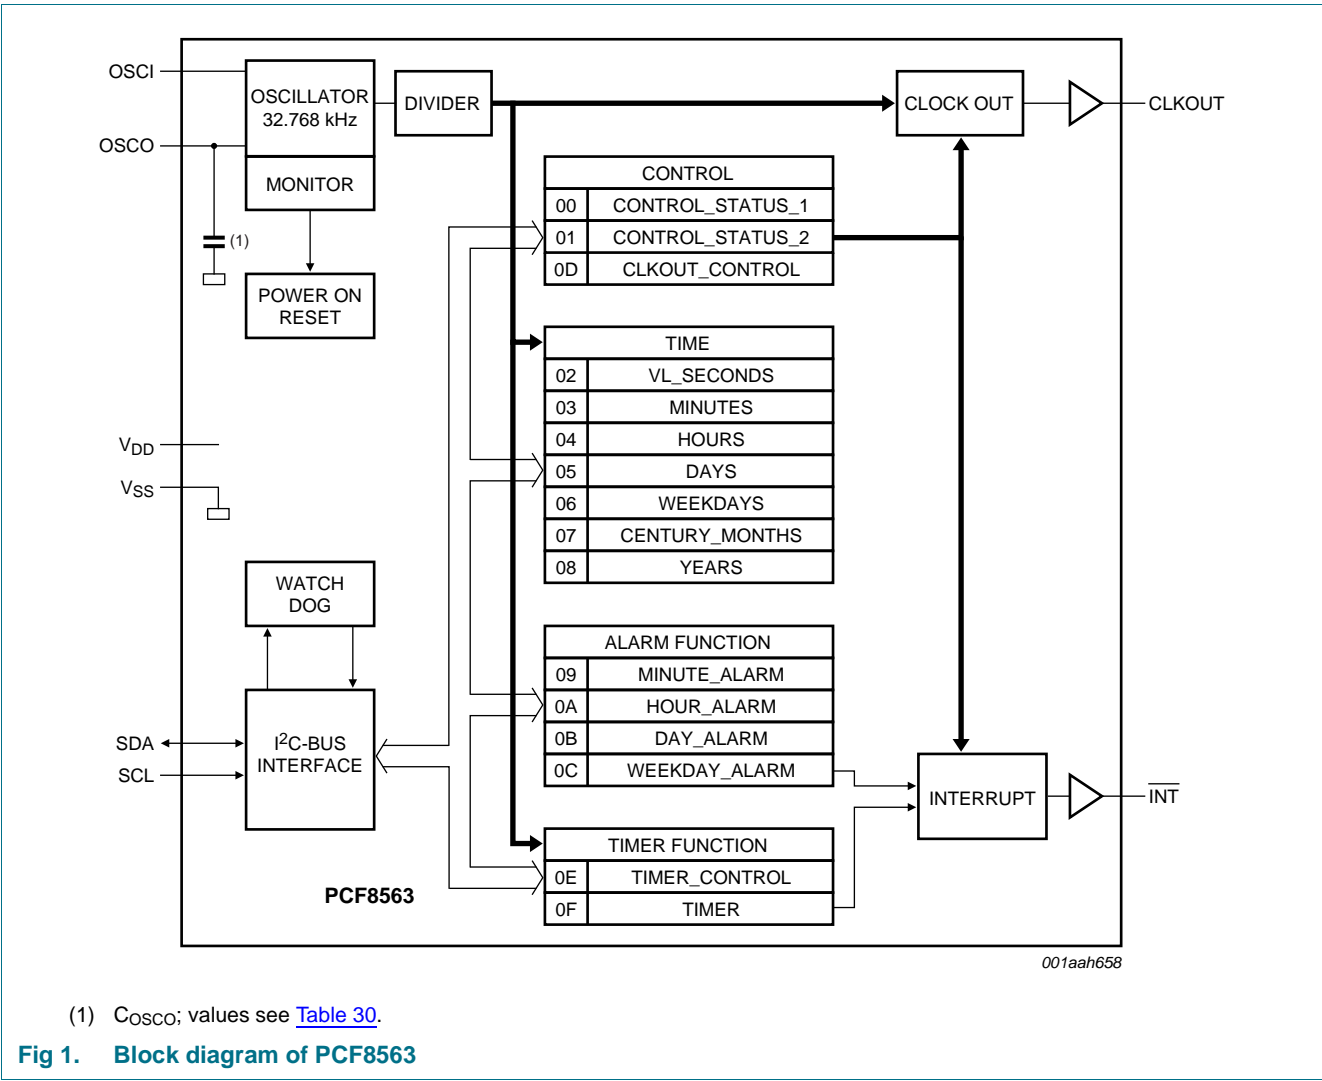 OSCI
OSCO
OSCILLATOR
32.768 kHz
DIVIDER
CLOCK OUT
CLKOUT
MONITOR
(1)
POWER ON
RESET
CONTROL
00 CONTROL_STATUS_1
01 CONTROL_STATUS_2
0D CLKOUT_CONTROL
TIME
02 VL_SECONDS
03 MINUTES
04 HOURS
05 DAYS
06 WEEKDAYS
07 CENTURY_MONTHS
08 YEARS
VDD
VSS
WATCH
DOG
ALARM FUNCTION
09 MINUTE_ALARM
0A HOUR_ALARM
0B DAY_ALARM
0C WEEKDAY_ALARM
SDA
SCL
I2C-BUS
INTERFACE
INTERRUPT
INT
TIMER FUNCTION
0E TIMER_CONTROL
0F TIMER
PCF8563
001aah658
(1) COSCO; values see Table 30.
Fig 1. Block diagram of PCF8563